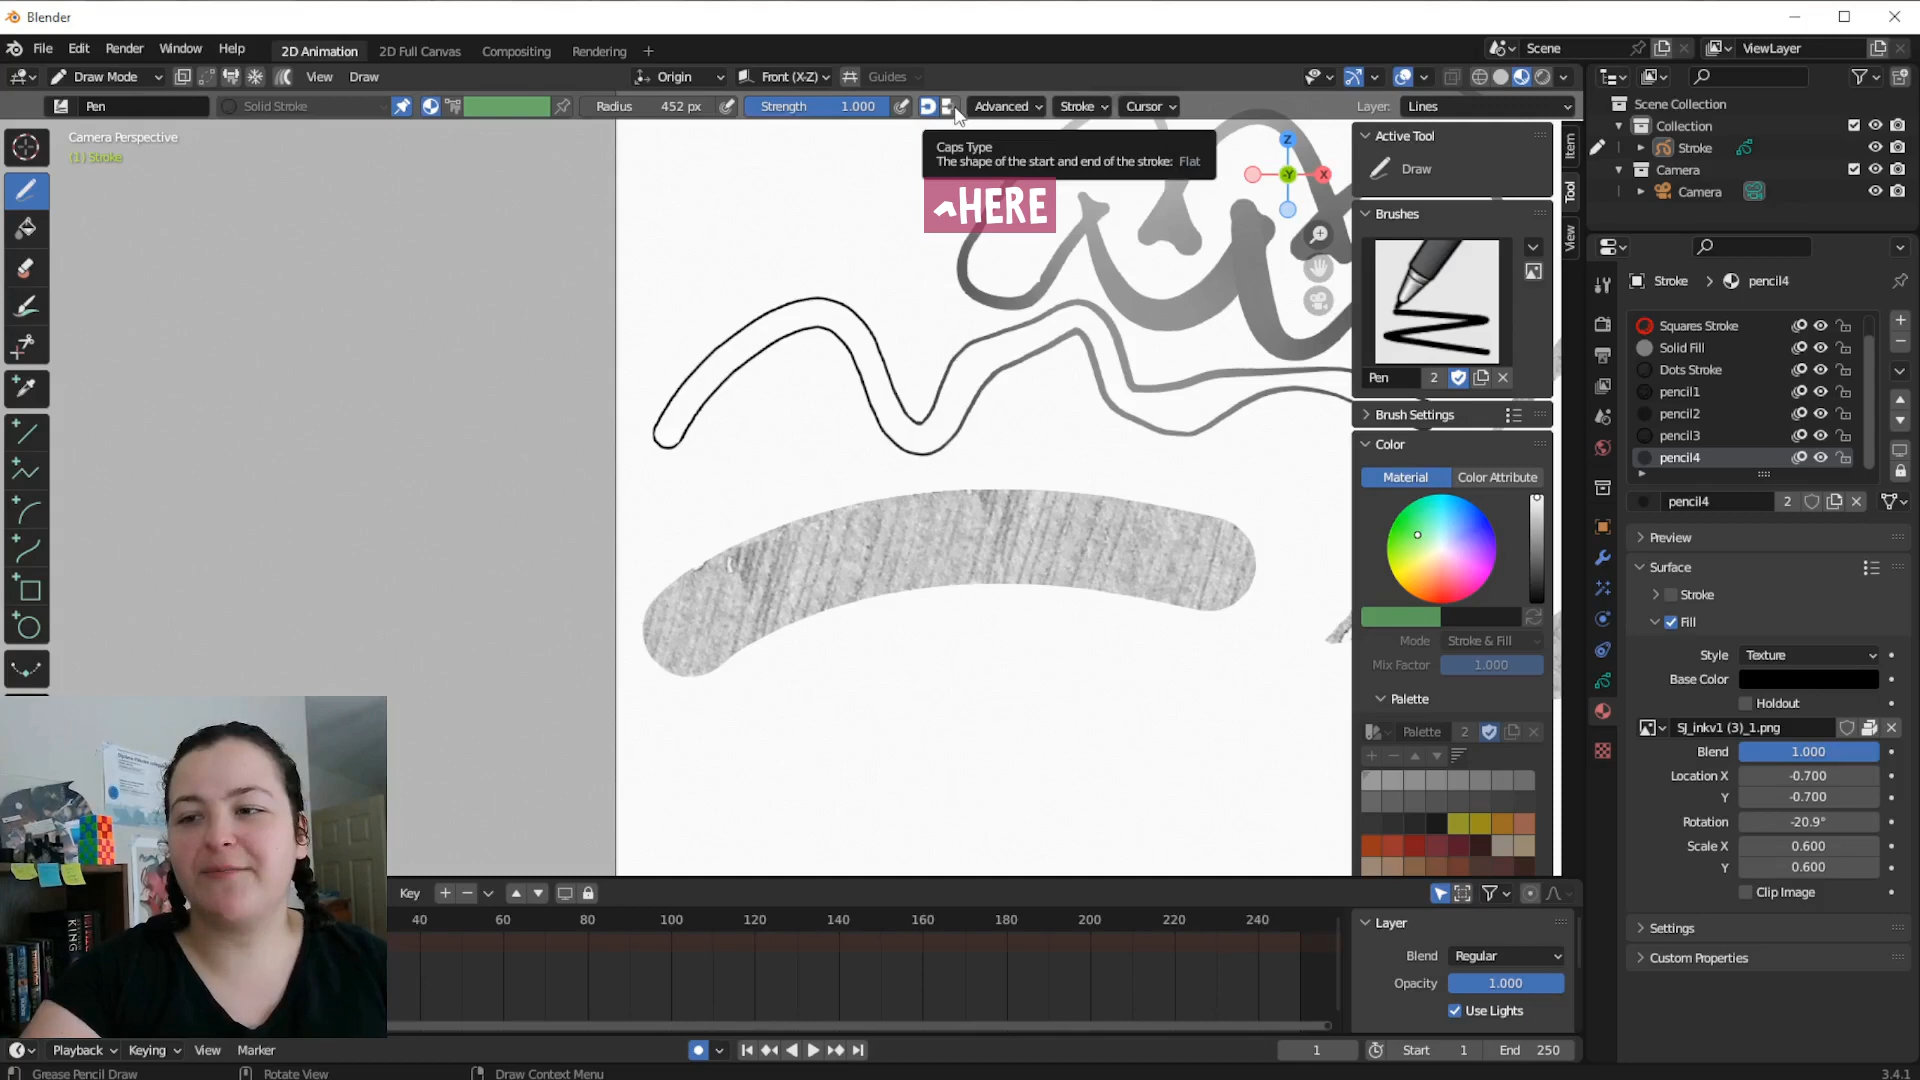 Blender
File Edit Render Window Help
2D Animation 2D Full Canvas Compositing Rendering +
Scene
ViewLayer
Draw Mode View Draw
Origin Front (X-Z) Guides
Pen Solid Stroke
Radius 452 px Strength 1.000 Advanced Stroke Cursor
Layer: Lines
Camera Perspective
(1) Stroke
Caps Type
The shape of the start and end of the stroke: Flat
HERE
Z
-Y
X
Item
Tool
View
Active Tool
Draw
Brushes
Pen 2
Brush Settings
Color
Material Color Attribute
Mode Stroke & Fill
Mix Factor 1.000
Palette
Palette 2
Scene Collection
Collection
Stroke
Camera
Camera
Stroke > pencil4
Squares Stroke
Solid Fill
Dots Stroke
pencil1
pencil2
pencil3
pencil4
pencil4 2
Preview
Surface
Stroke
Fill
Style Texture
Base Color
Holdout
SJ_inkv1 (3)_1.png
Blend 1.000
Location X -0.700
Y -0.700
Rotation -20.9°
Scale X 0.600
Y 0.600
Clip Image
Settings
Custom Properties
KING
Key
40 60 80 100 120 140 160 180 200 220 240
Layer
Blend Regular
Opacity 1.000
Use Lights
Playback Keying View Marker
1 Start 1 End 250
Grease Pencil Draw Rotate View Draw Context Menu
3.4.1